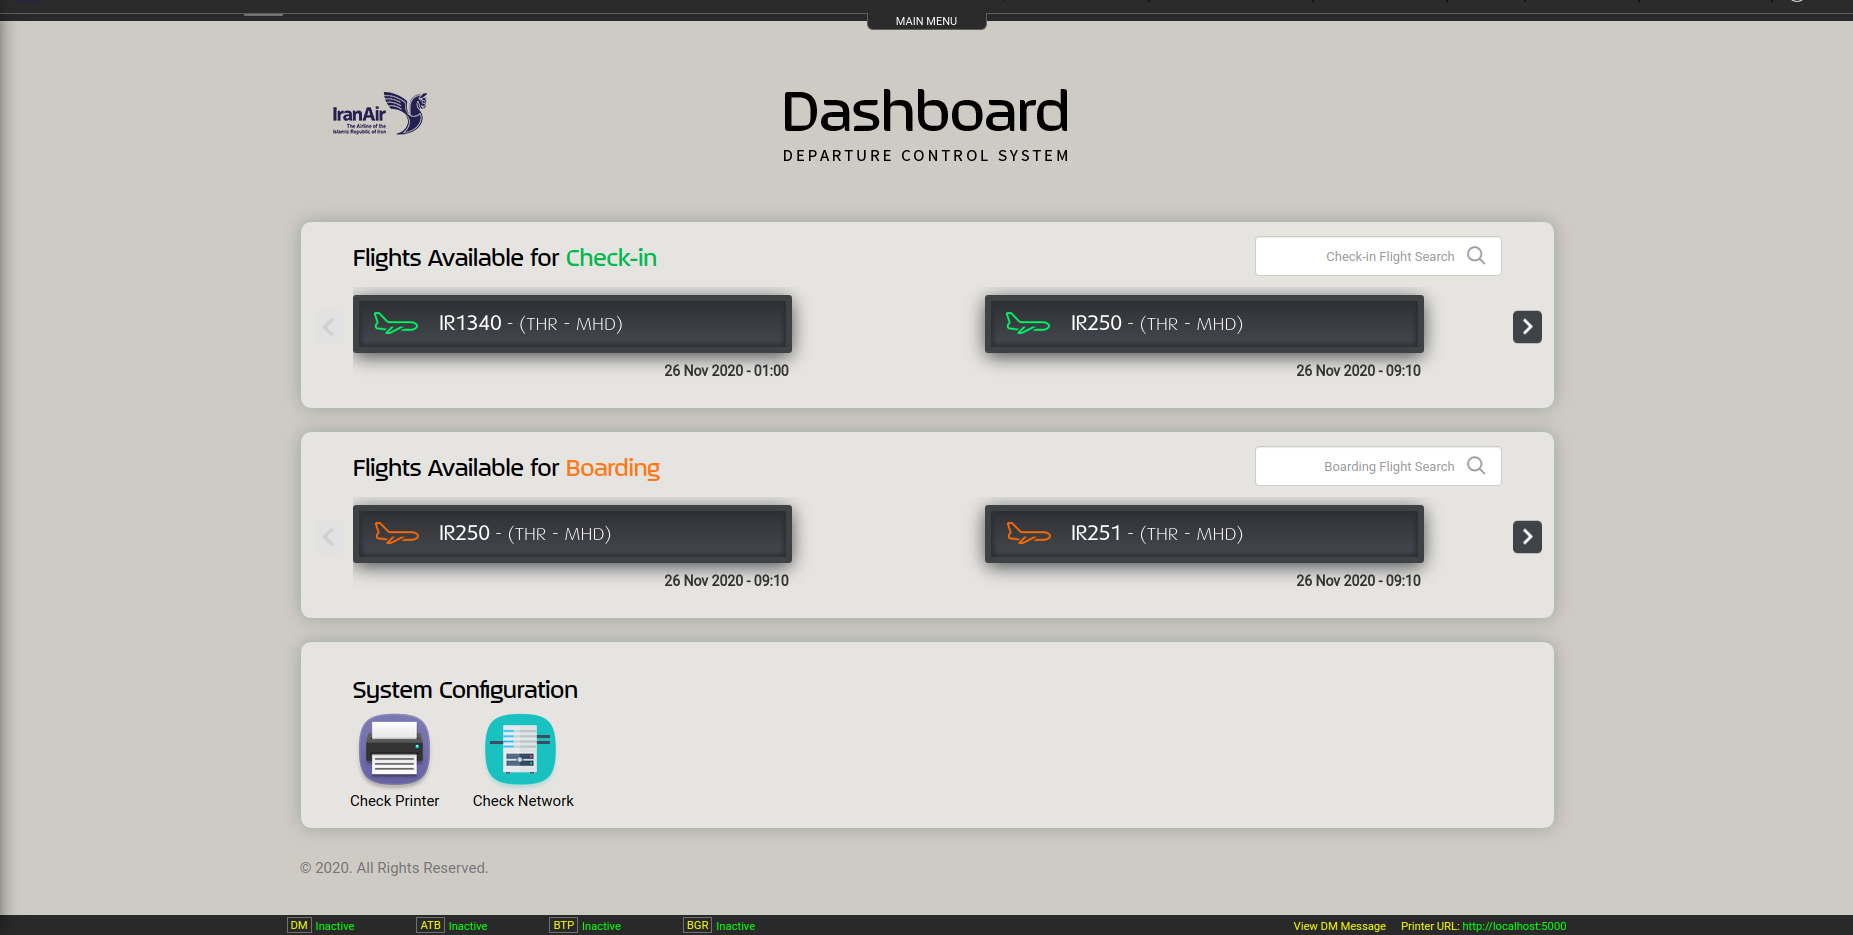 MAIN MENU
IranAir
The Airline of the
Islamic Republic of Iran
Dashboard
DEPARTURE CONTROL SYSTEM
Flights Available for Check-in
Check-in Flight Search
IR1340 - (THR - MHD)
26 Nov 2020 - 01:00
IR250 - (THR - MHD)
26 Nov 2020 - 09:10
Flights Available for Boarding
Boarding Flight Search
IR250 - (THR - MHD)
26 Nov 2020 - 09:10
IR251 - (THR - MHD)
26 Nov 2020 - 09:10
System Configuration
Check Printer
Check Network
© 2020. All Rights Reserved.
DM Inactive ATB Inactive BTP Inactive BGR Inactive View DM Message Printer URL: http://localhost:5000